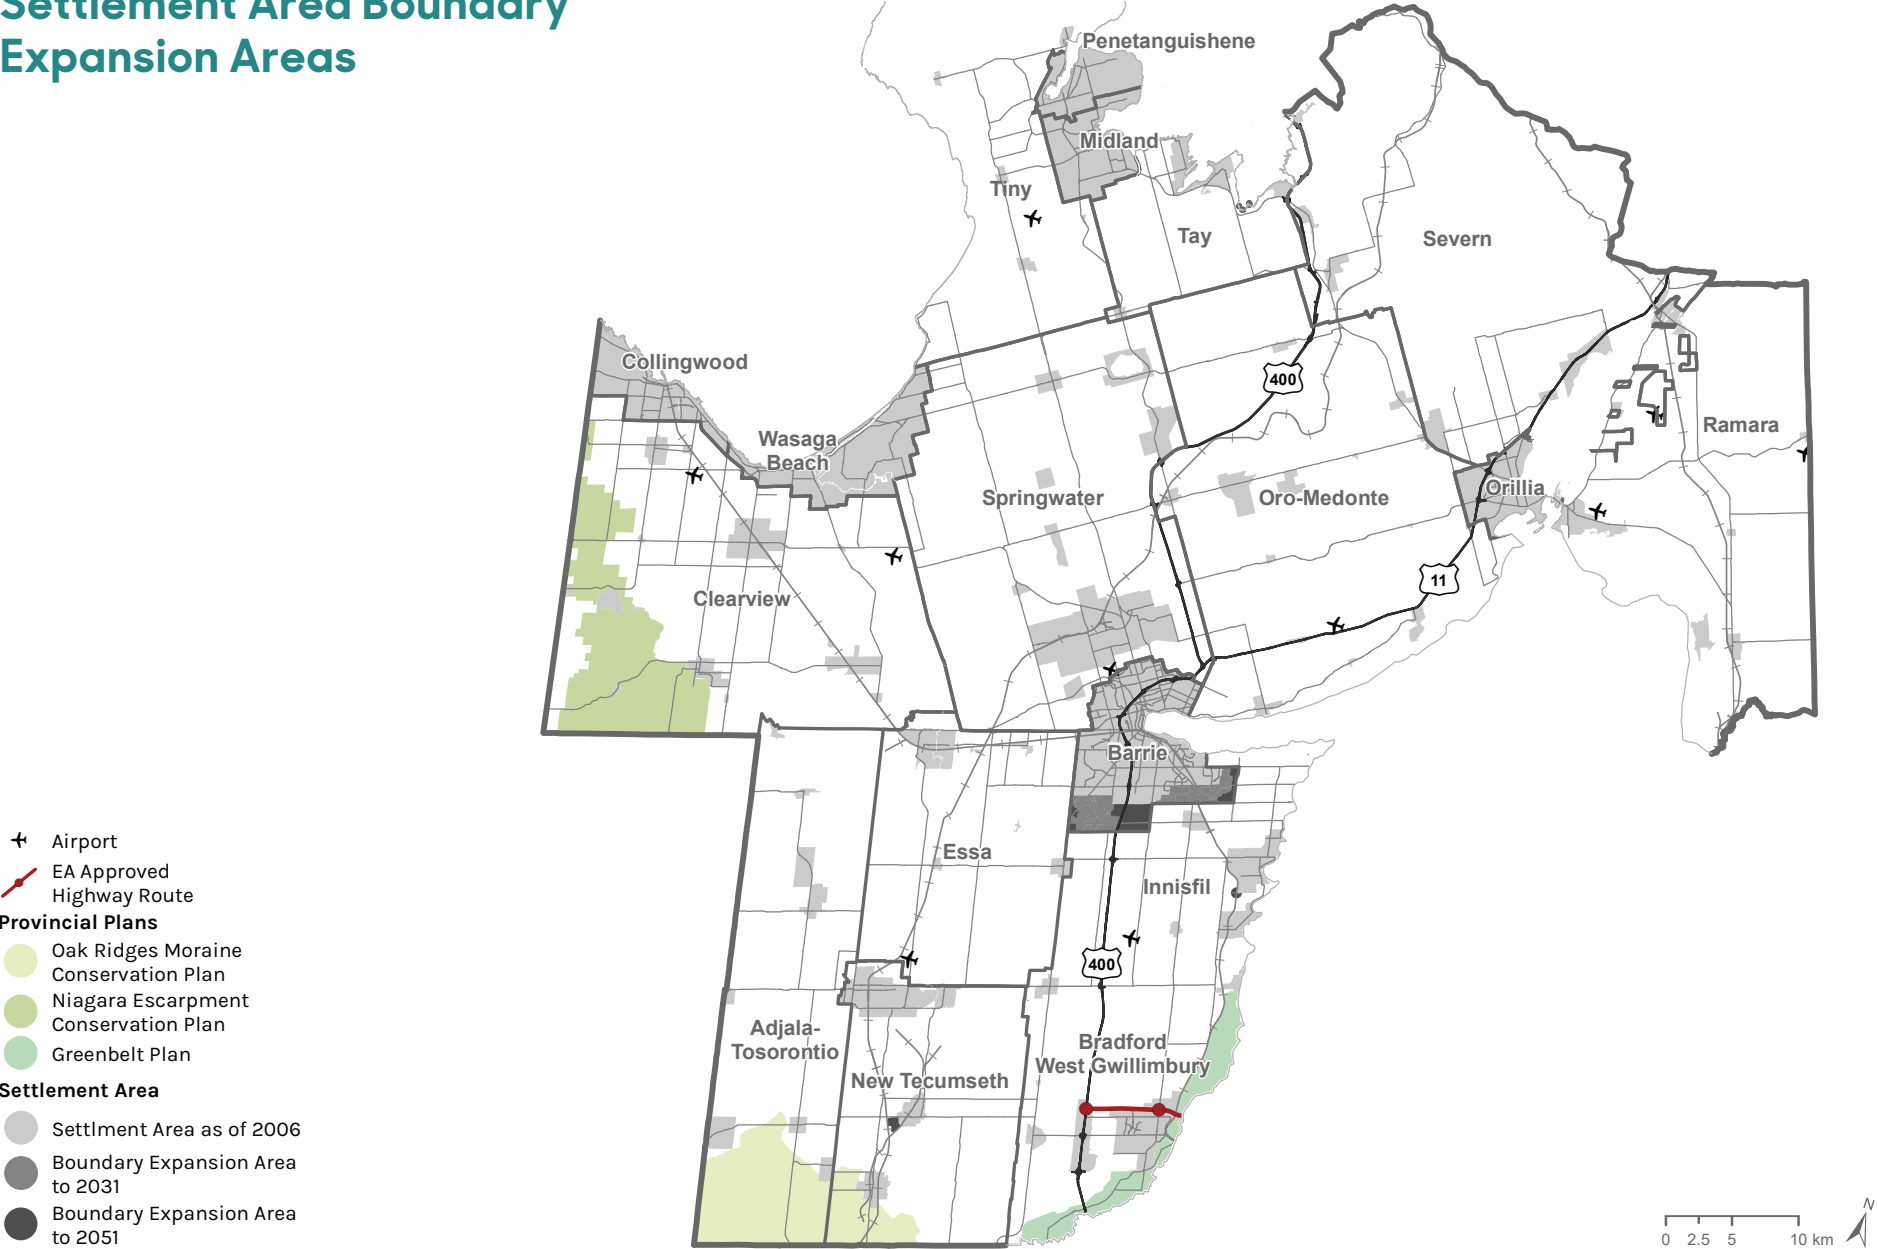 Settlement Area Boundary
Expansion Areas
Penetanguishene
Midland
Tiny
Tay
Severn
Collingwood
Wasaga
Beach
400
Ramara
Springwater
Oro-Medonte
Orillia
11
Clearview
Barrie
Essa
Innisfil
400
Adjala-
Tosorontio
Bradford
West Gwillimbury
New Tecumseth
Airport
EA Approved
Highway Route
Provincial Plans
Oak Ridges Moraine
Conservation Plan
Niagara Escarpment
Conservation Plan
Greenbelt Plan
Settlement Area
Settlment Area as of 2006
Boundary Expansion Area
to 2031
Boundary Expansion Area
to 2051
N
0 2.5 5 10 km